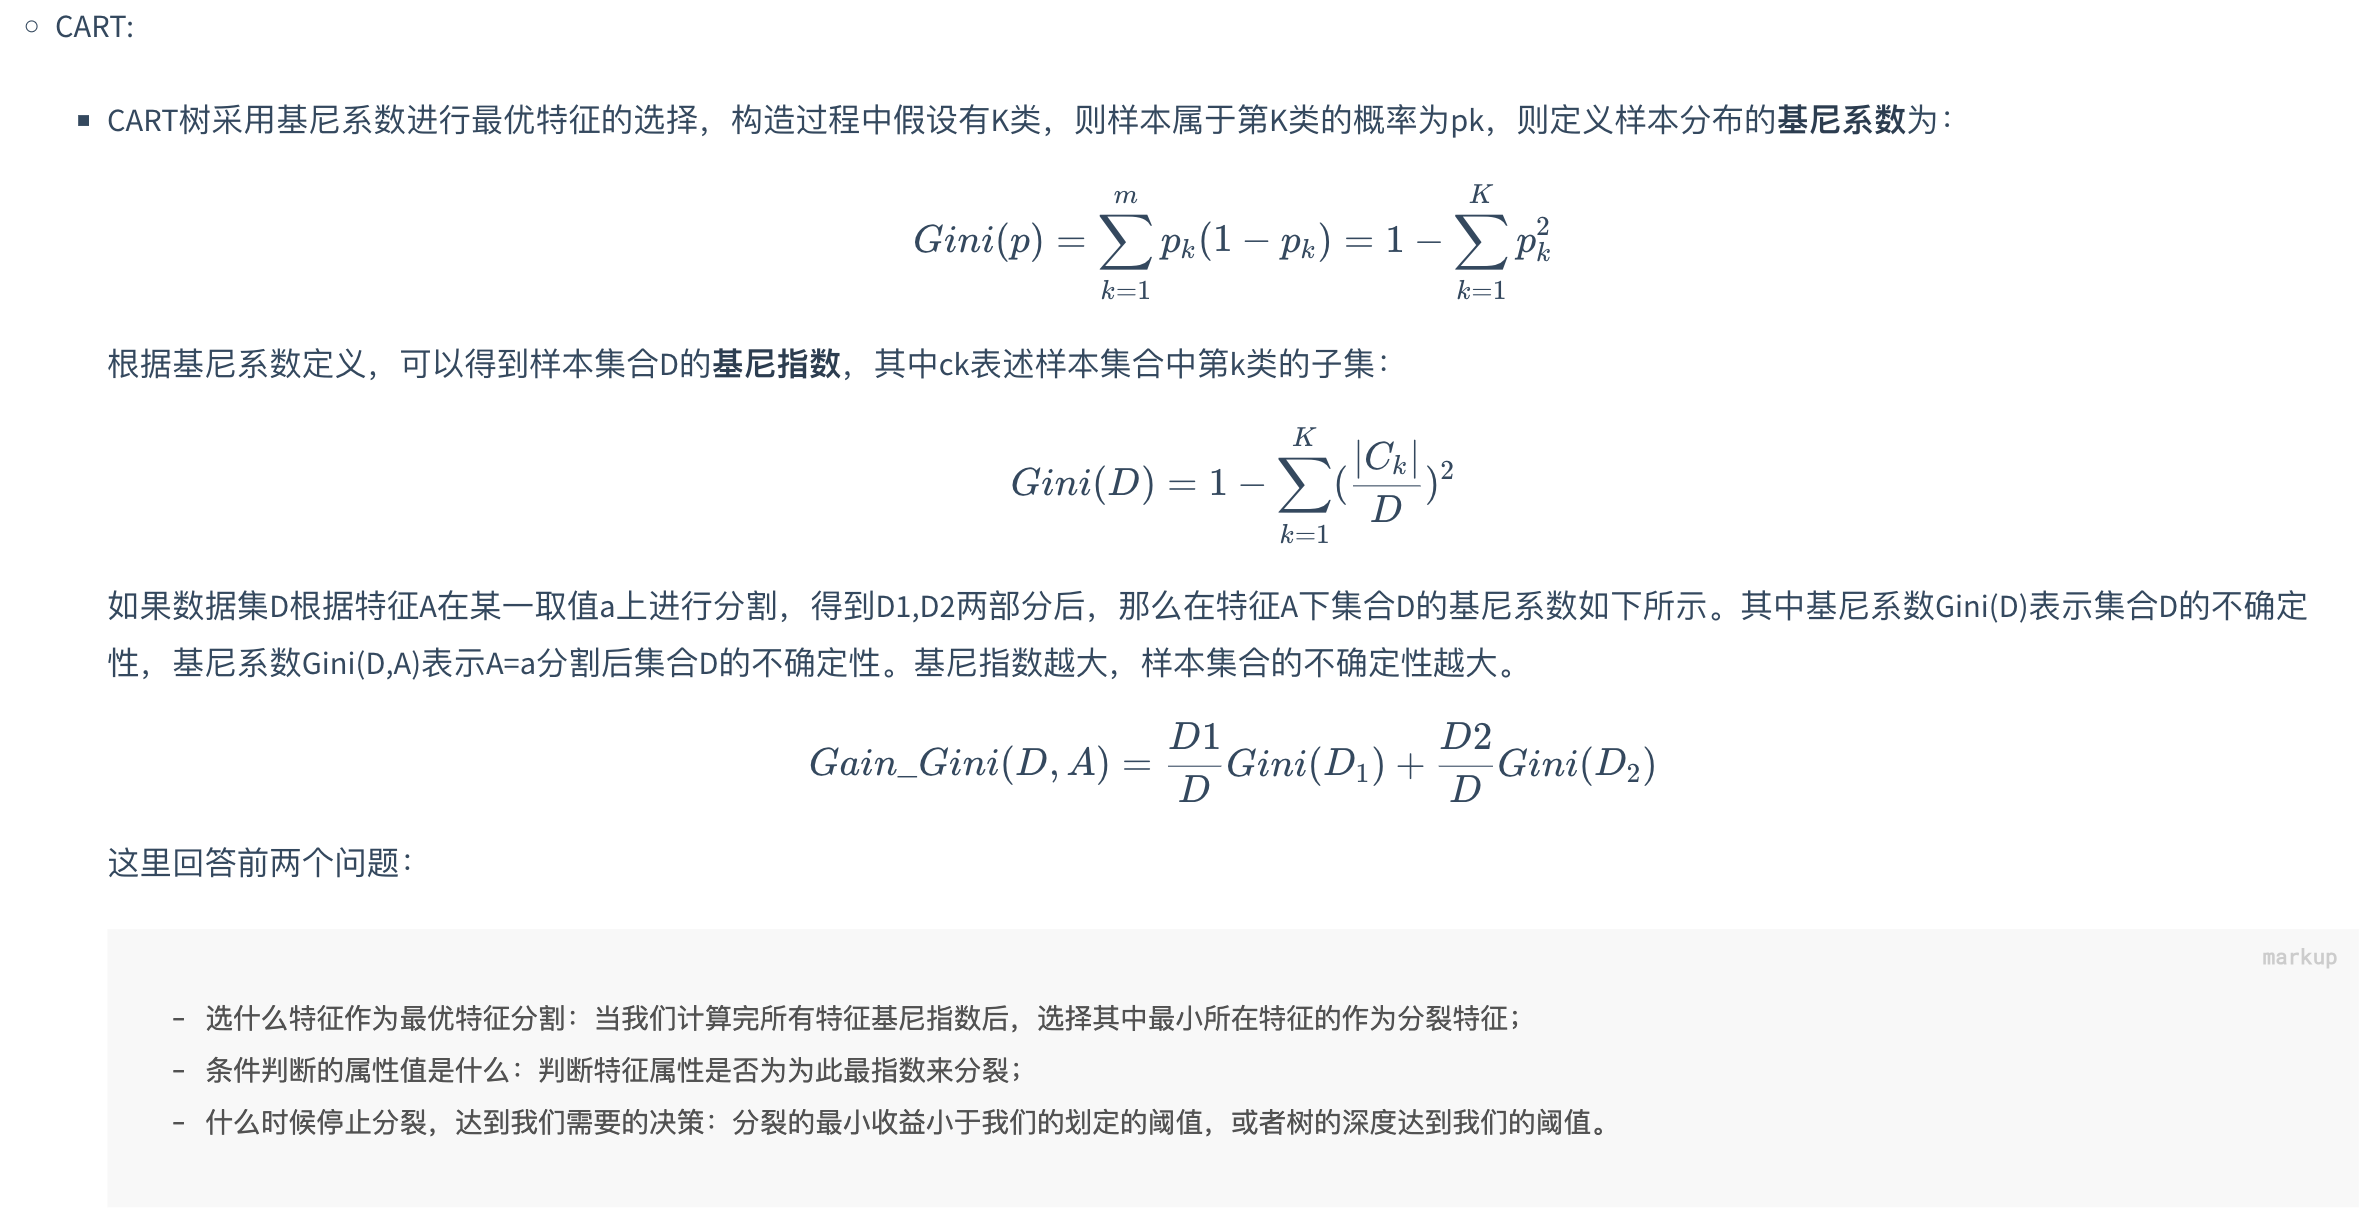 CART:
CART树采用基尼系数进行最优特征的选择，构造过程中假设有K类，则样本属于第K类的概率为pk，则定义样本分布的基尼系数为：
Gini(p) = \sum_{k=1}^{m} p_k(1 − p_k) = 1 − \sum_{k=1}^{K} p_k^2
根据基尼系数定义，可以得到样本集合D的基尼指数，其中ck表述样本集合中第k类的子集：
Gini(D) = 1 − \sum_{k=1}^{K} (\frac{|C_k|}{D})^2
如果数据集D根据特征A在某一取值a上进行分割，得到D1,D2两部分后，那么在特征A下集合D的基尼系数如下所示。其中基尼系数Gini(D)表示集合D的不确定
性，基尼系数Gini(D,A)表示A=a分割后集合D的不确定性。基尼指数越大，样本集合的不确定性越大。
Gain_Gini(D, A) = \frac{D1}{D} Gini(D_1) + \frac{D2}{D} Gini(D_2)
这里回答前两个问题：
markup
- 选什么特征作为最优特征分割：当我们计算完所有特征基尼指数后，选择其中最小所在特征的作为分裂特征；
- 条件判断的属性值是什么：判断特征属性是否为为此最指数来分裂；
- 什么时候停止分裂，达到我们需要的决策：分裂的最小收益小于我们的划定的阈值，或者树的深度达到我们的阈值。